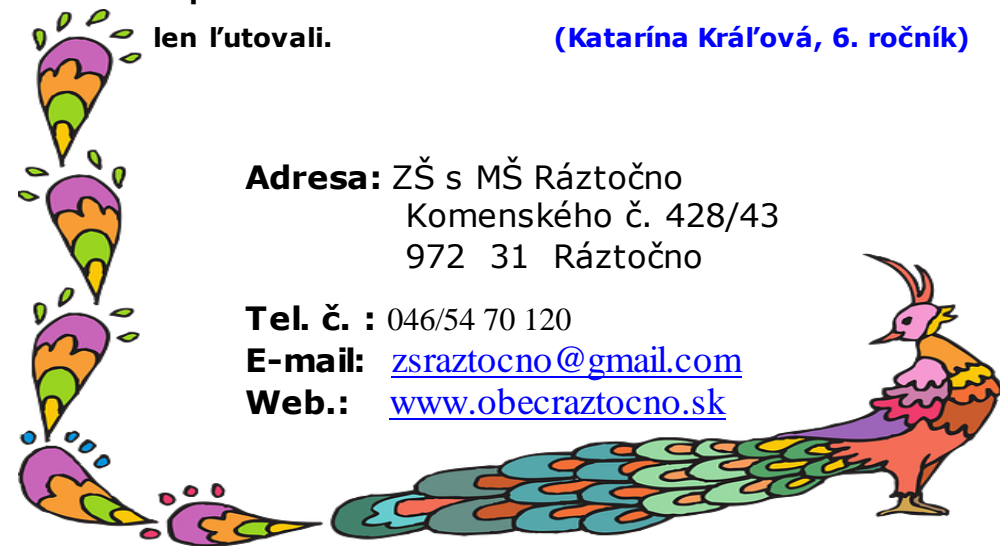 len ľutovali. (Katarína Kráľová, 6. ročník)
Adresa: ZŠ s MŠ Ráztočno
Komenského č. 428/43
972 31 Ráztočno
Tel. č. : 046/54 70 120
E-mail: zsraztocno@gmail.com
Web.: www.obecraztocno.sk